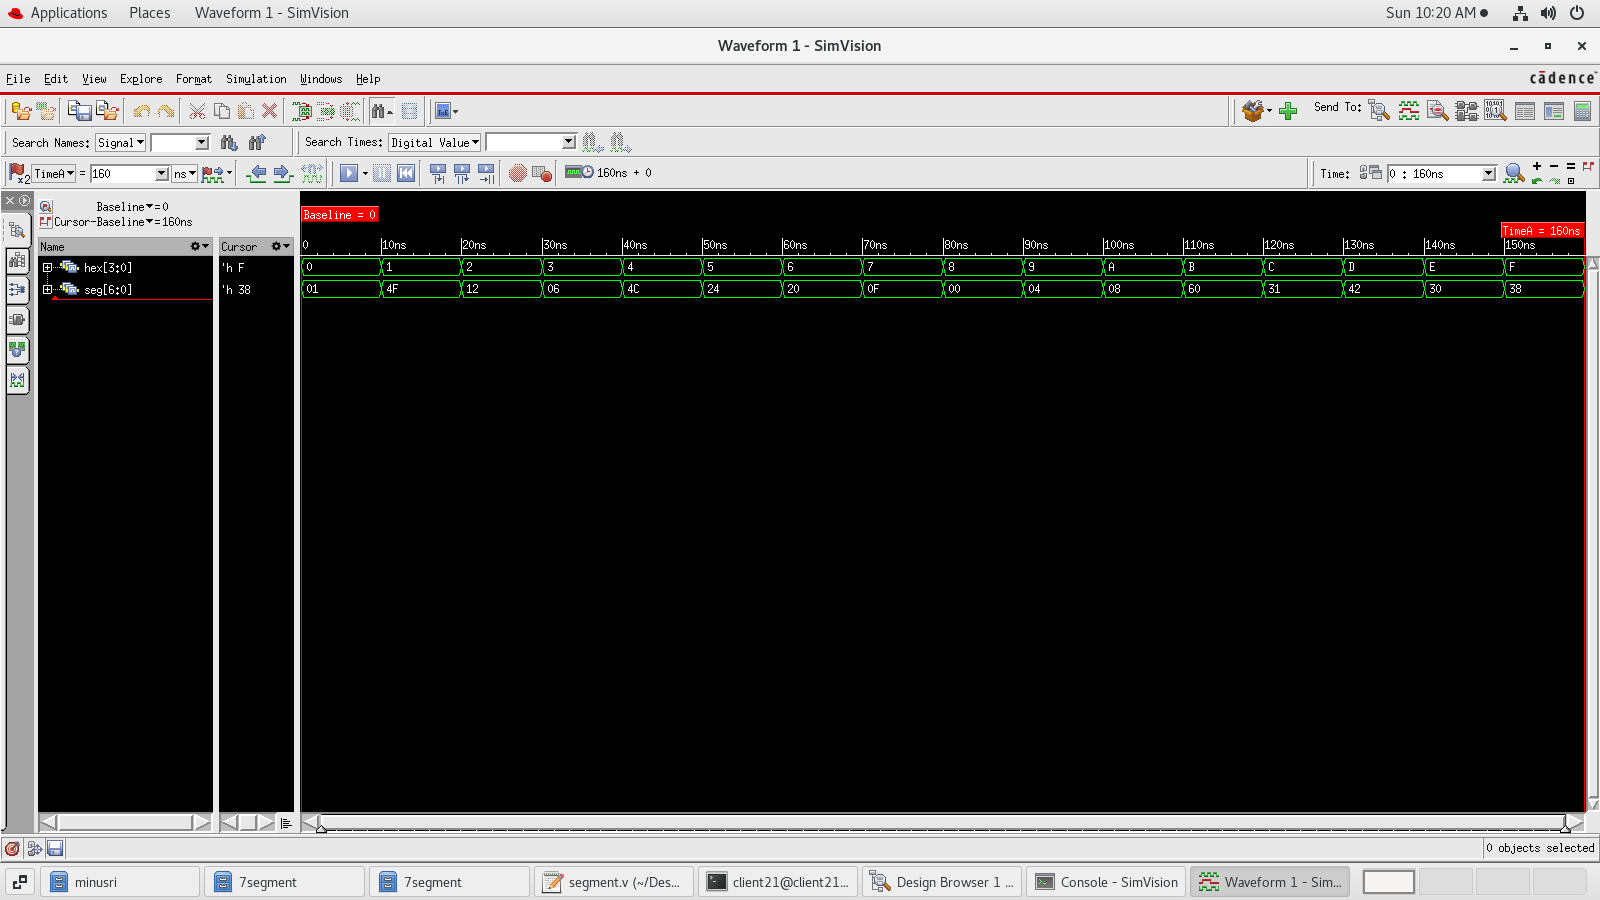 Applications Places Waveform 1 - SimVision Sun 10:20 AM
Waveform 1 - SimVision
File Edit View Explore Format Simulation Windows Help cādence
Send To:
Search Names: Signal Search Times: Digital Value
x2 TimeA = 160 ns 160ns + 0 Time: 0 : 160ns
Baseline=0
Cursor-Baseline=160ns
Baseline = 0
TimeA = 160ns
Name Cursor 0 10ns 20ns 30ns 40ns 50ns 60ns 70ns 80ns 90ns 100ns 110ns 120ns 130ns 140ns 150ns
hex[3:0] 'h F 0 1 2 3 4 5 6 7 8 9 A B C D E F
seg[6:0] 'h 38 01 4F 12 06 4C 24 20 0F 00 04 08 60 31 42 30 38
0 objects selected
minusri 7segment 7segment segment.v (~/Des... client21@client21... Design Browser 1 ... Console - SimVision Waveform 1 - Sim...